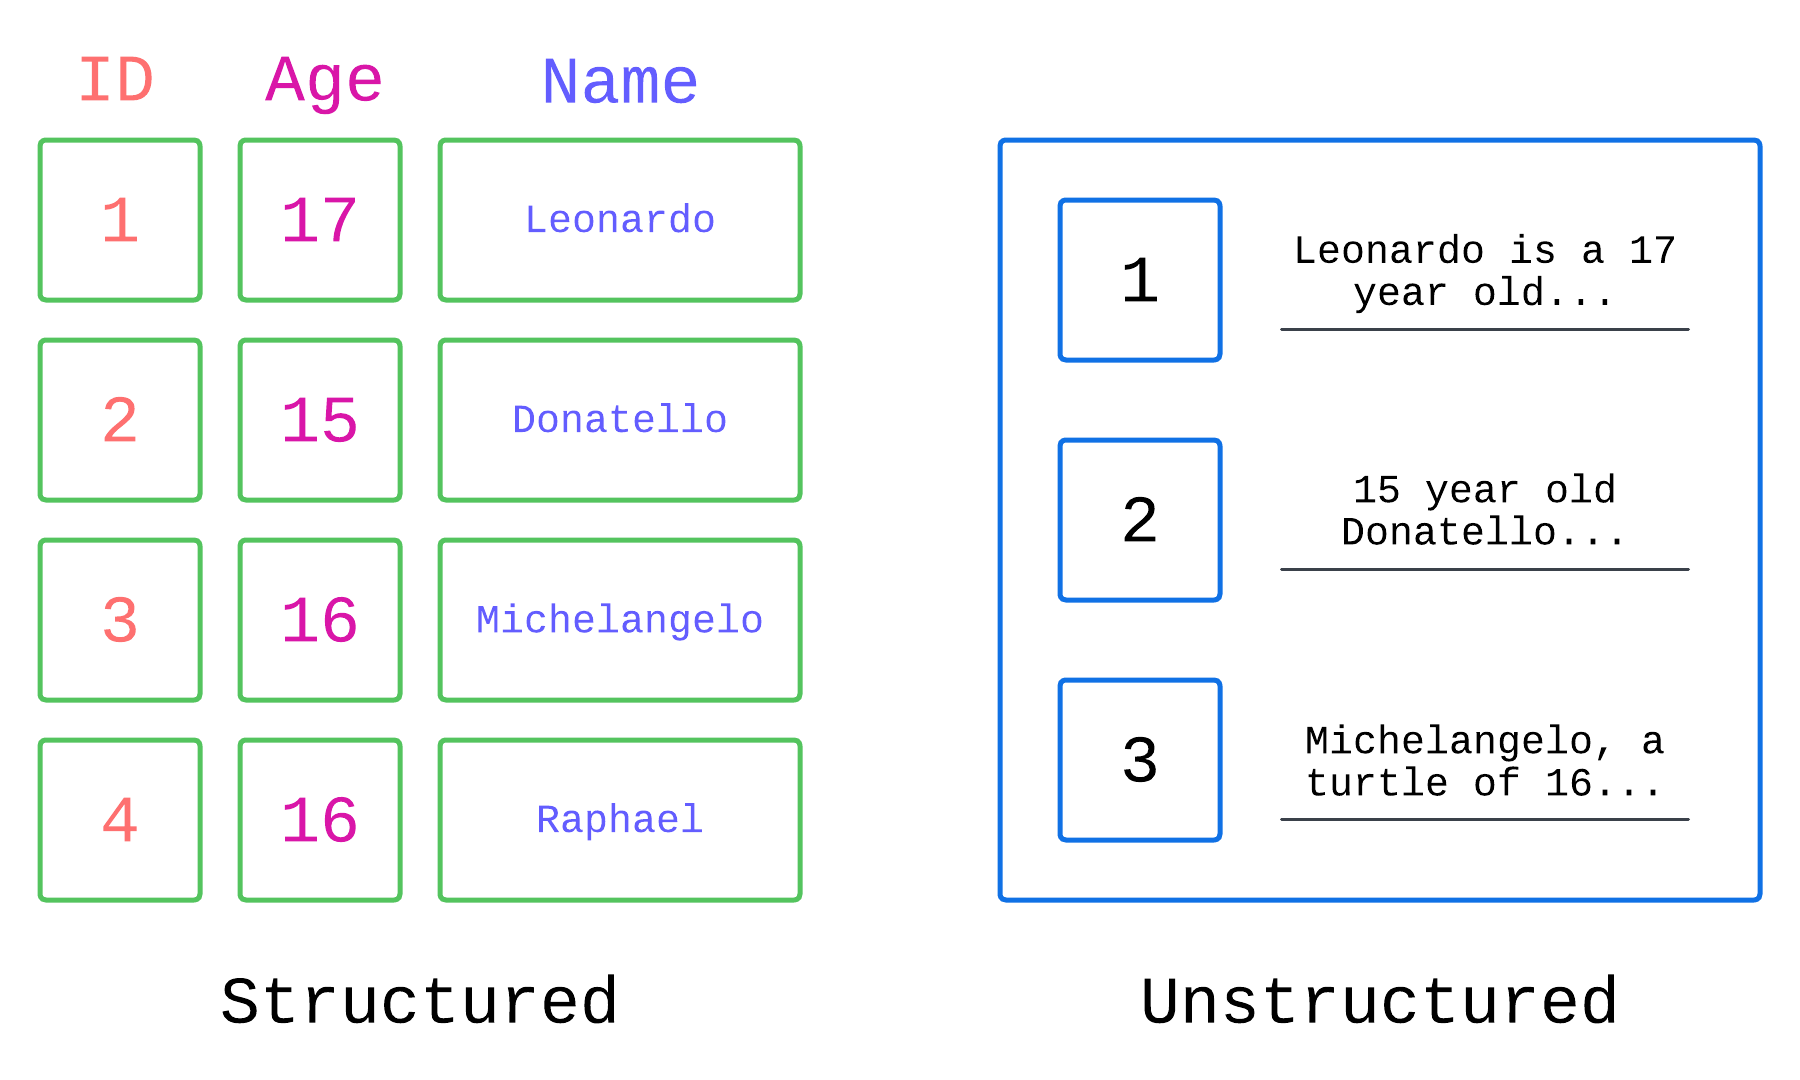 ID Age Name
1 17 Leonardo
2 15 Donatello
3 16 Michelangelo
4 16 Raphael
Structured
1 Leonardo is a 17
year old...
2 15 year old
Donatello...
3 Michelangelo, a
turtle of 16...
Unstructured